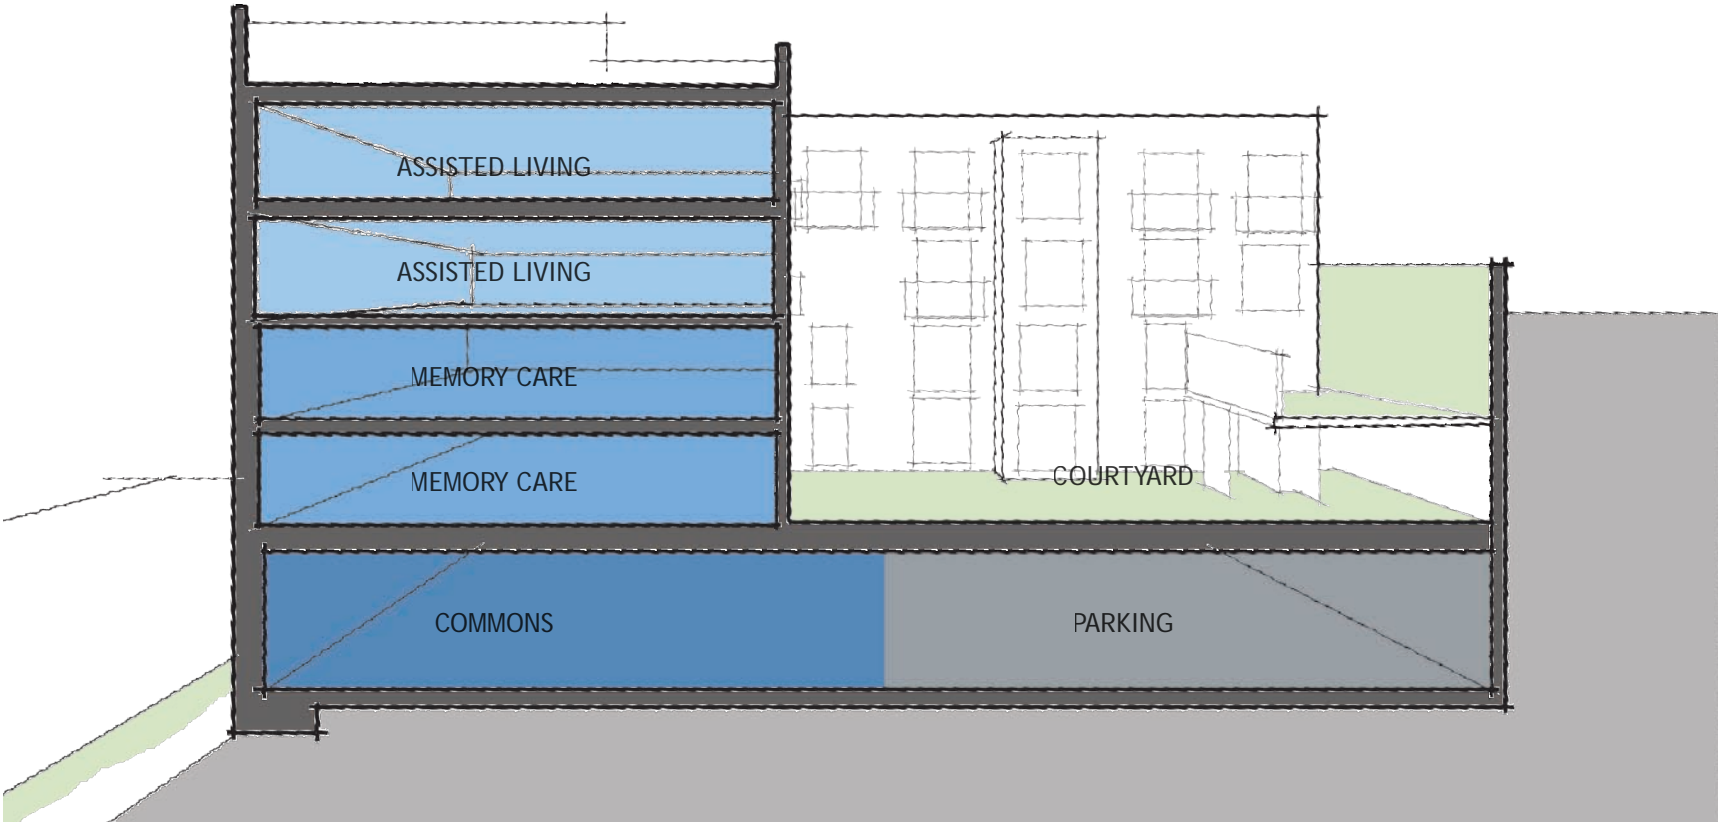 ASSISTED LIVING
ASSISTED LIVING
MEMORY CARE
MEMORY CARE
COURTYARD
COMMONS
PARKING